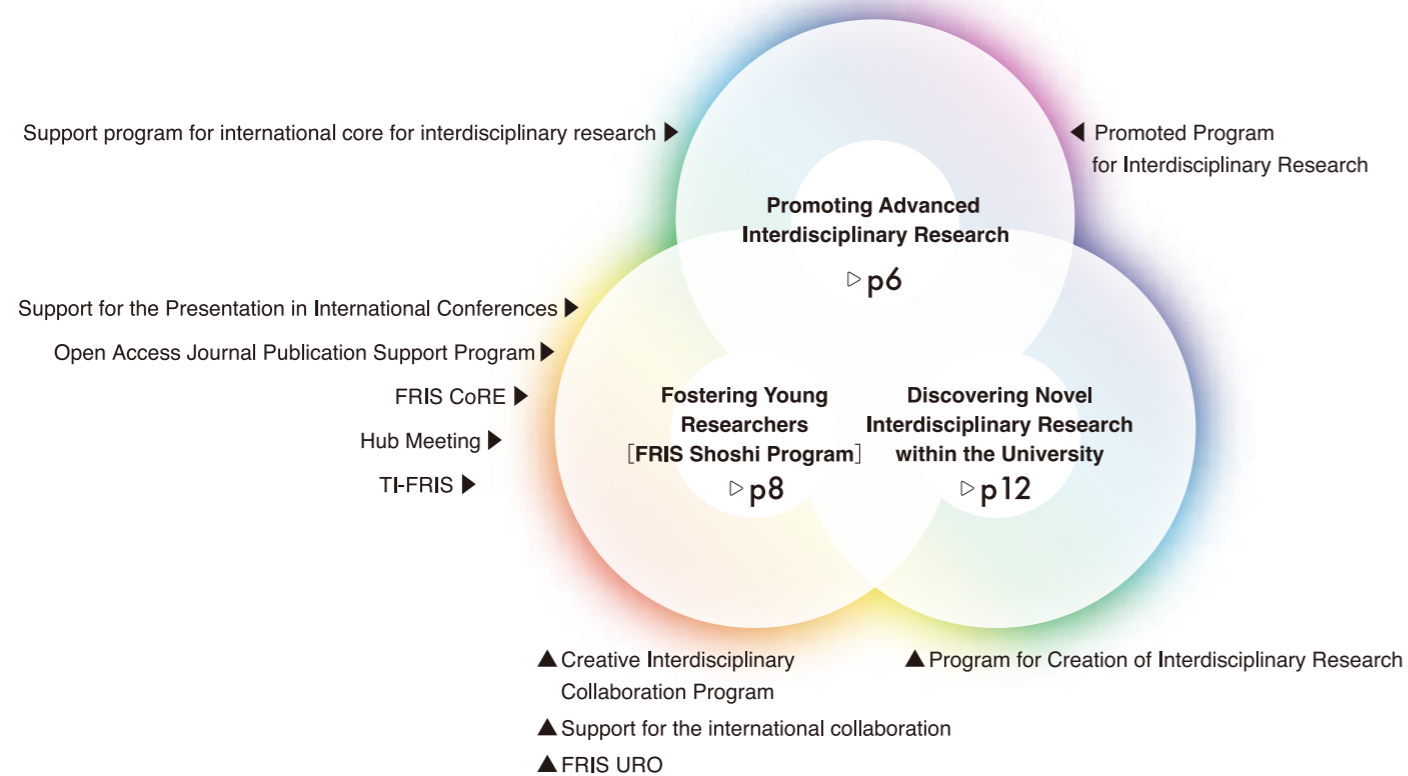 Support program for international core for interdisciplinary research ▶
◀ Promoted Program
for Interdisciplinary Research
Promoting Advanced
Interdisciplinary Research
▷p6
Support for the Presentation in International Conferences ▶
Open Access Journal Publication Support Program ▶
FRIS CoRE ▶
Hub Meeting ▶
TI-FRIS ▶
Fostering Young
Researchers
［FRIS Shoshi Program］
▷p8
Discovering Novel
Interdisciplinary Research
within the University
▷p12
▲Creative Interdisciplinary
Collaboration Program
▲Support for the international collaboration
▲FRIS URO
▲Program for Creation of Interdisciplinary Research